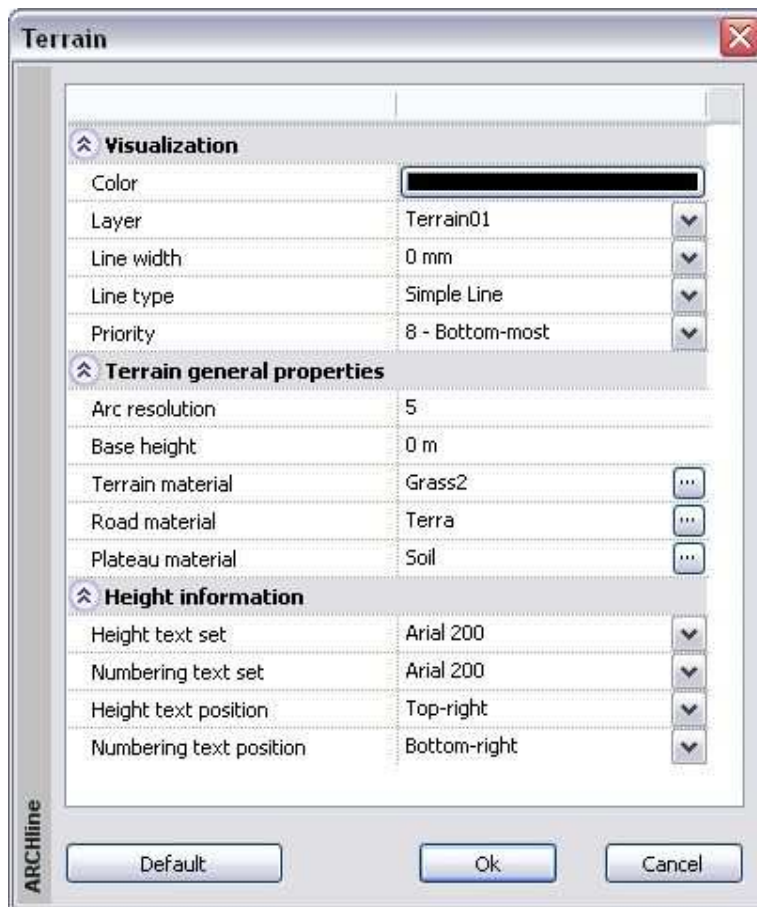 Terrain
Visualization
Color
Layer Terrain01
Line width 0 mm
Line type Simple Line
Priority 8 - Bottom-most
Terrain general properties
Arc resolution 5
Base height 0 m
Terrain material Grass2 ...
Road material Terra ...
Plateau material Soil ...
Height information
Height text set Arial 200
Numbering text set Arial 200
Height text position Top-right
Numbering text position Bottom-right
ARCHline
Default Ok Cancel